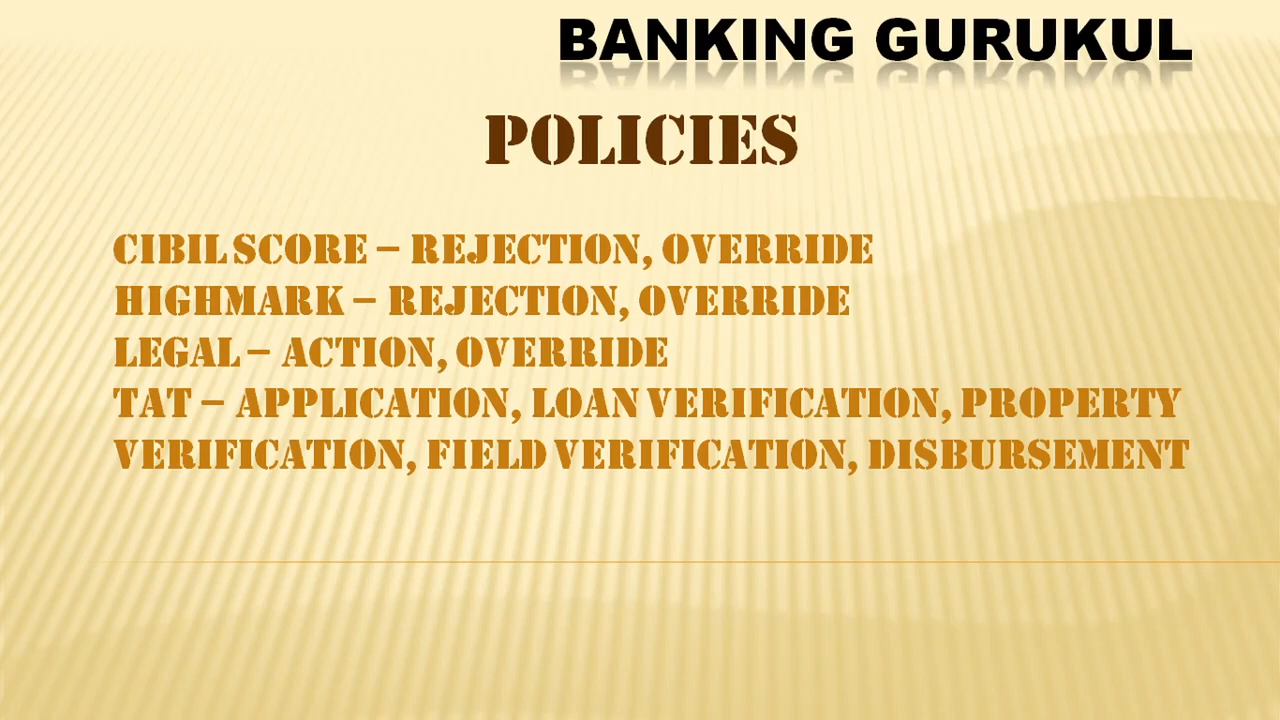 BANKING GURUKUL
POLICIES
CIBIL SCORE – REJECTION, OVERRIDE
HIGHMARK – REJECTION, OVERRIDE
LEGAL – ACTION, OVERRIDE
TAT – APPLICATION, LOAN VERIFICATION, PROPERTY
VERIFICATION, FIELD VERIFICATION, DISBURSEMENT